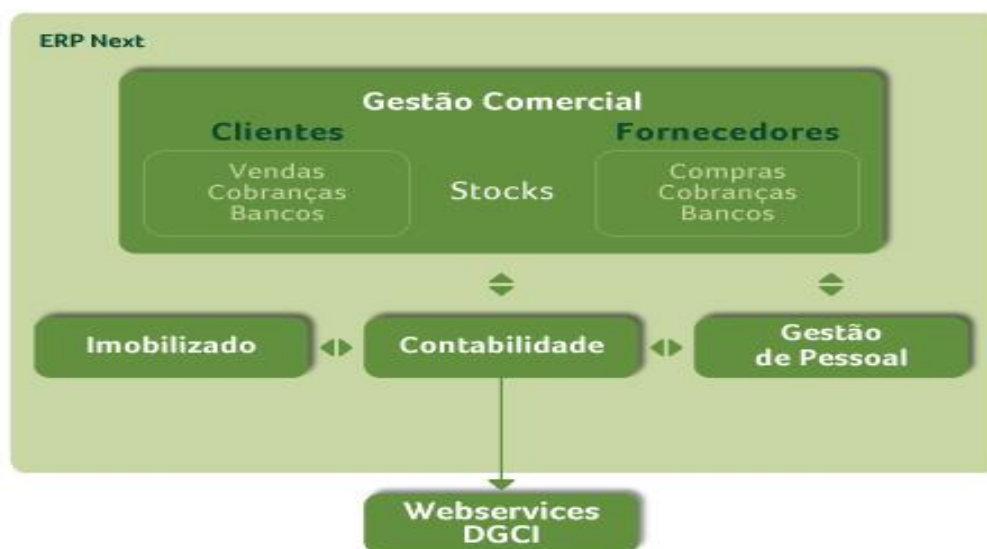 ERP Next
Gestão Comercial
Clientes
Fornecedores
Vendas
Cobranças
Bancos
Stocks
Compras
Cobranças
Bancos
Imobilizado
Contabilidade
Gestão
de Pessoal
Webservices
DGCI